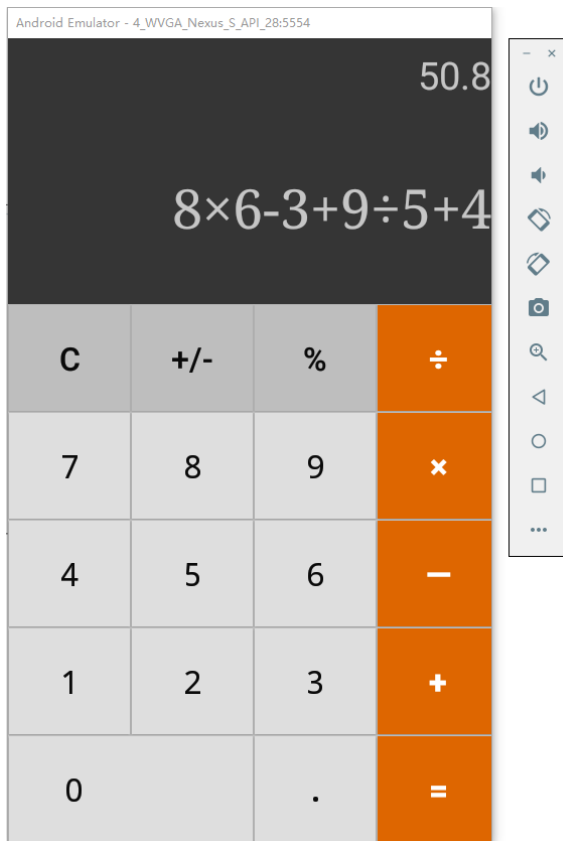 Android Emulator - 4_WVGA_Nexus_S_API_28:5554
50.8
8×6-3+9÷5+4
C +/- % ÷
7 8 9 ×
4 5 6 −
1 2 3 +
0 . =